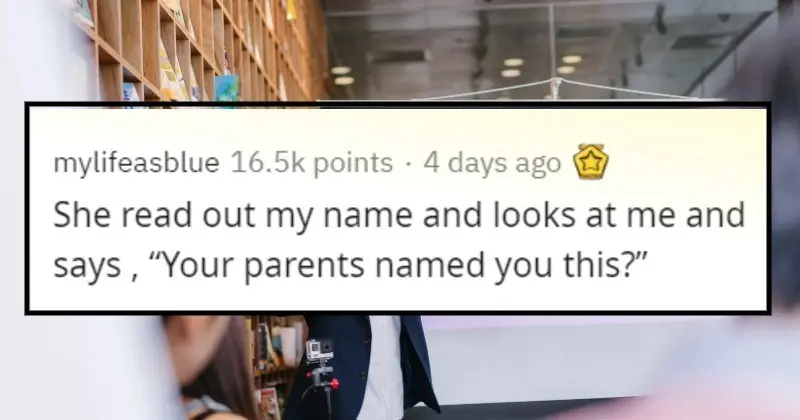 mylifeasblue 16.5k points · 4 days ago
She read out my name and looks at me and
says , “Your parents named you this?”